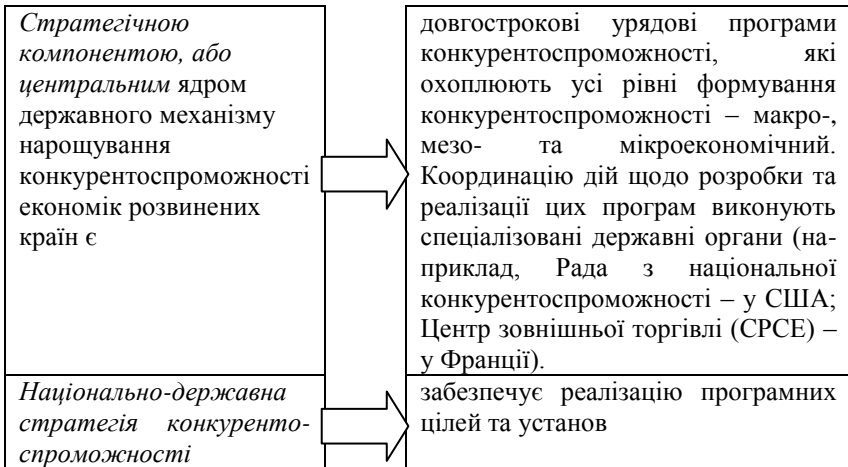 Стратегічною
компонентою, або
центральним ядром
державного механізму
нарощування
конкурентоспроможності
економік розвинених
країн є
довгострокові урядові програми
конкурентоспроможності, які
охоплюють усі рівні формування
конкурентоспроможності – макро-,
мезо- та мікроекономічний.
Координацію дій щодо розробки та
реалізації цих програм виконують
спеціалізовані державні органи (на-
приклад, Рада з національної
конкурентоспроможності – у США;
Центр зовнішньої торгівлі (СРСЕ) –
у Франції).
Національно-державна
стратегія конкуренто-
спроможності
забезпечує реалізацію програмних
цілей та установ